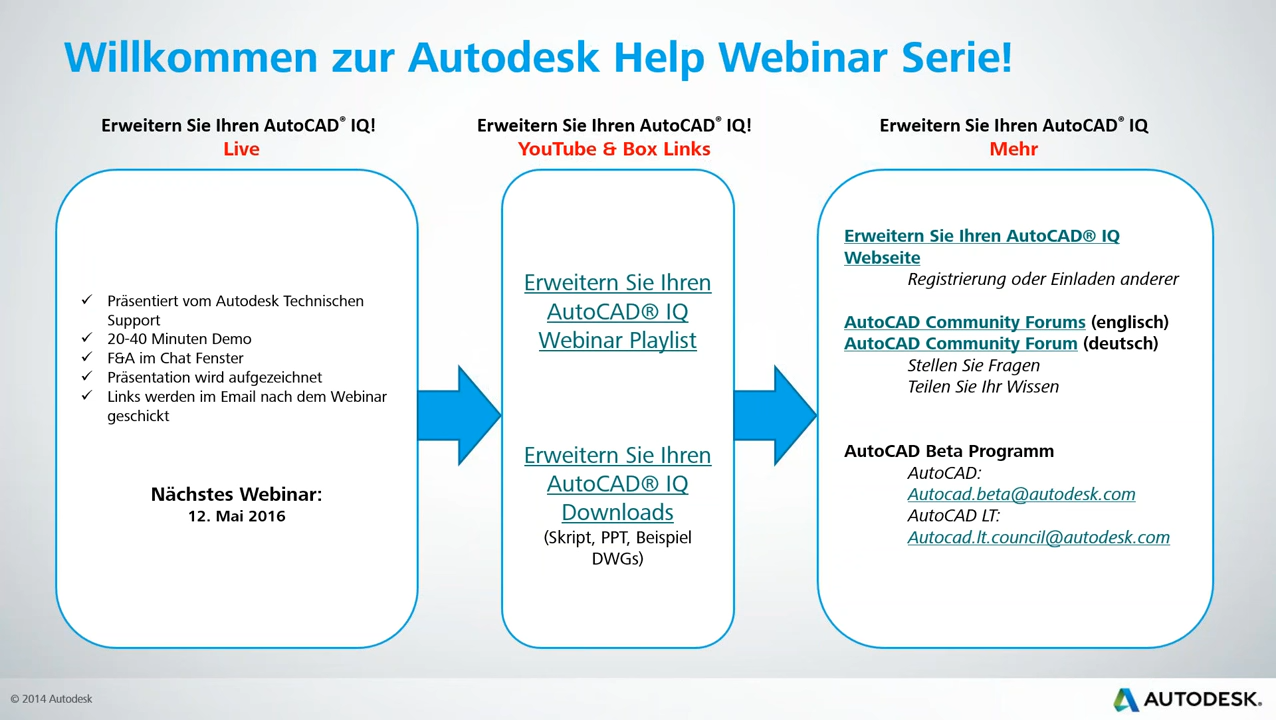 Willkommen zur Autodesk Help Webinar Serie!
Erweitern Sie Ihren AutoCAD® IQ!
Live
✓ Präsentiert vom Autodesk Technischen
Support
✓ 20-40 Minuten Demo
✓ F&A im Chat Fenster
✓ Präsentation wird aufgezeichnet
✓ Links werden im Email nach dem Webinar
geschickt
Nächstes Webinar:
12. Mai 2016
Erweitern Sie Ihren AutoCAD® IQ!
YouTube & Box Links
Erweitern Sie Ihren
AutoCAD® IQ
Webinar Playlist
Erweitern Sie Ihren
AutoCAD® IQ
Downloads
(Skript, PPT, Beispiel
DWGs)
Erweitern Sie Ihren AutoCAD® IQ
Mehr
Erweitern Sie Ihren AutoCAD® IQ
Webseite
Registrierung oder Einladen anderer
AutoCAD Community Forums (englisch)
AutoCAD Community Forum (deutsch)
Stellen Sie Fragen
Teilen Sie Ihr Wissen
AutoCAD Beta Programm
AutoCAD:
Autocad.beta@autodesk.com
AutoCAD LT:
Autocad.lt.council@autodesk.com
© 2014 Autodesk
AUTODESK.